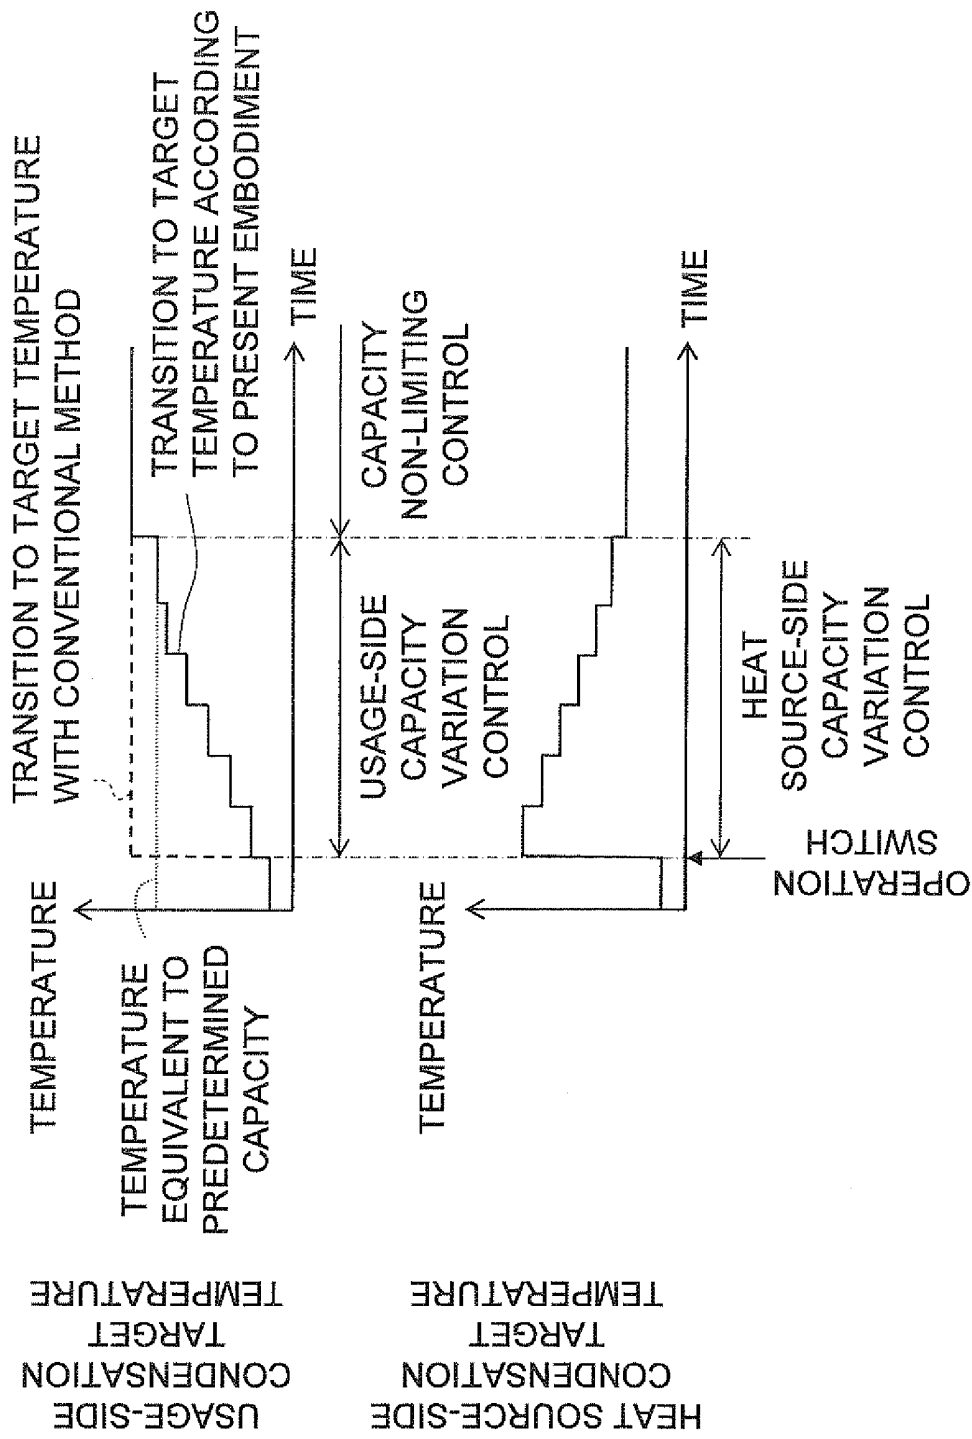 TRANSITION TO TARGET TEMPERATURE
WITH CONVENTIONAL METHOD
TEMPERATURE
TRANSITION TO TARGET
TEMPERATURE ACCORDING
TO PRESENT EMBODIMENT
TEMPERATURE
EQUIVALENT TO
PREDETERMINED
CAPACITY
TIME
USAGE-SIDE
CONDENSATION
TARGET
TEMPERATURE
USAGE-SIDE
CAPACITY
VARIATION
CONTROL
CAPACITY
NON-LIMITING
CONTROL
TEMPERATURE
TIME
HEAT SOURCE-SIDE
CONDENSATION
TARGET
TEMPERATURE
OPERATION
SWITCH
HEAT
SOURCE-SIDE
CAPACITY
VARIATION
CONTROL